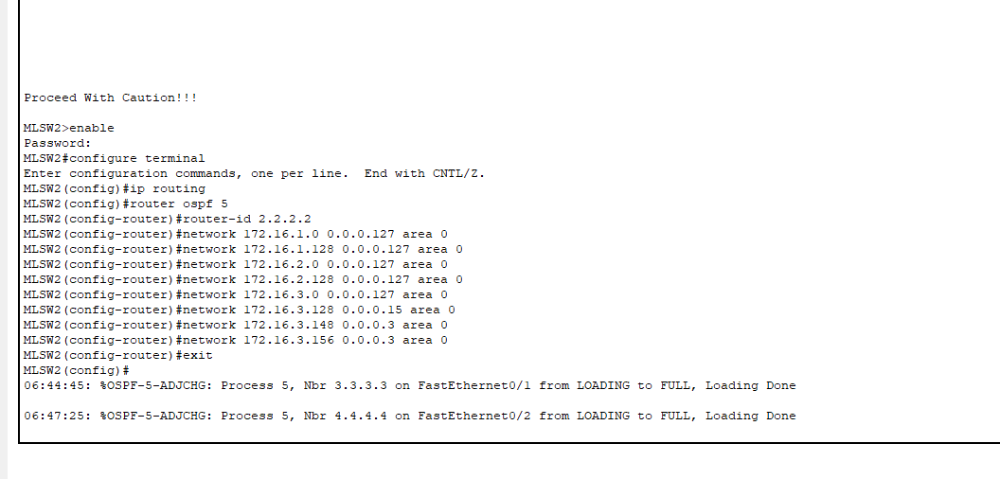 Proceed With Caution!!!
MLSW2>enable
Password:
MLSW2#configure terminal
Enter configuration commands, one per line.  End with CNTL/Z.
MLSW2(config)#ip routing
MLSW2(config)#router ospf 5
MLSW2(config-router)#router-id 2.2.2.2
MLSW2(config-router)#network 172.16.1.0 0.0.0.127 area 0
MLSW2(config-router)#network 172.16.1.128 0.0.0.127 area 0
MLSW2(config-router)#network 172.16.2.0 0.0.0.127 area 0
MLSW2(config-router)#network 172.16.2.128 0.0.0.127 area 0
MLSW2(config-router)#network 172.16.3.0 0.0.0.127 area 0
MLSW2(config-router)#network 172.16.3.128 0.0.0.15 area 0
MLSW2(config-router)#network 172.16.3.148 0.0.0.3 area 0
MLSW2(config-router)#network 172.16.3.156 0.0.0.3 area 0
MLSW2(config-router)#exit
MLSW2(config)#
06:44:45: %OSPF-5-ADJCHG: Process 5, Nbr 3.3.3.3 on FastEthernet0/1 from LOADING to FULL, Loading Done
06:47:25: %OSPF-5-ADJCHG: Process 5, Nbr 4.4.4.4 on FastEthernet0/2 from LOADING to FULL, Loading Done